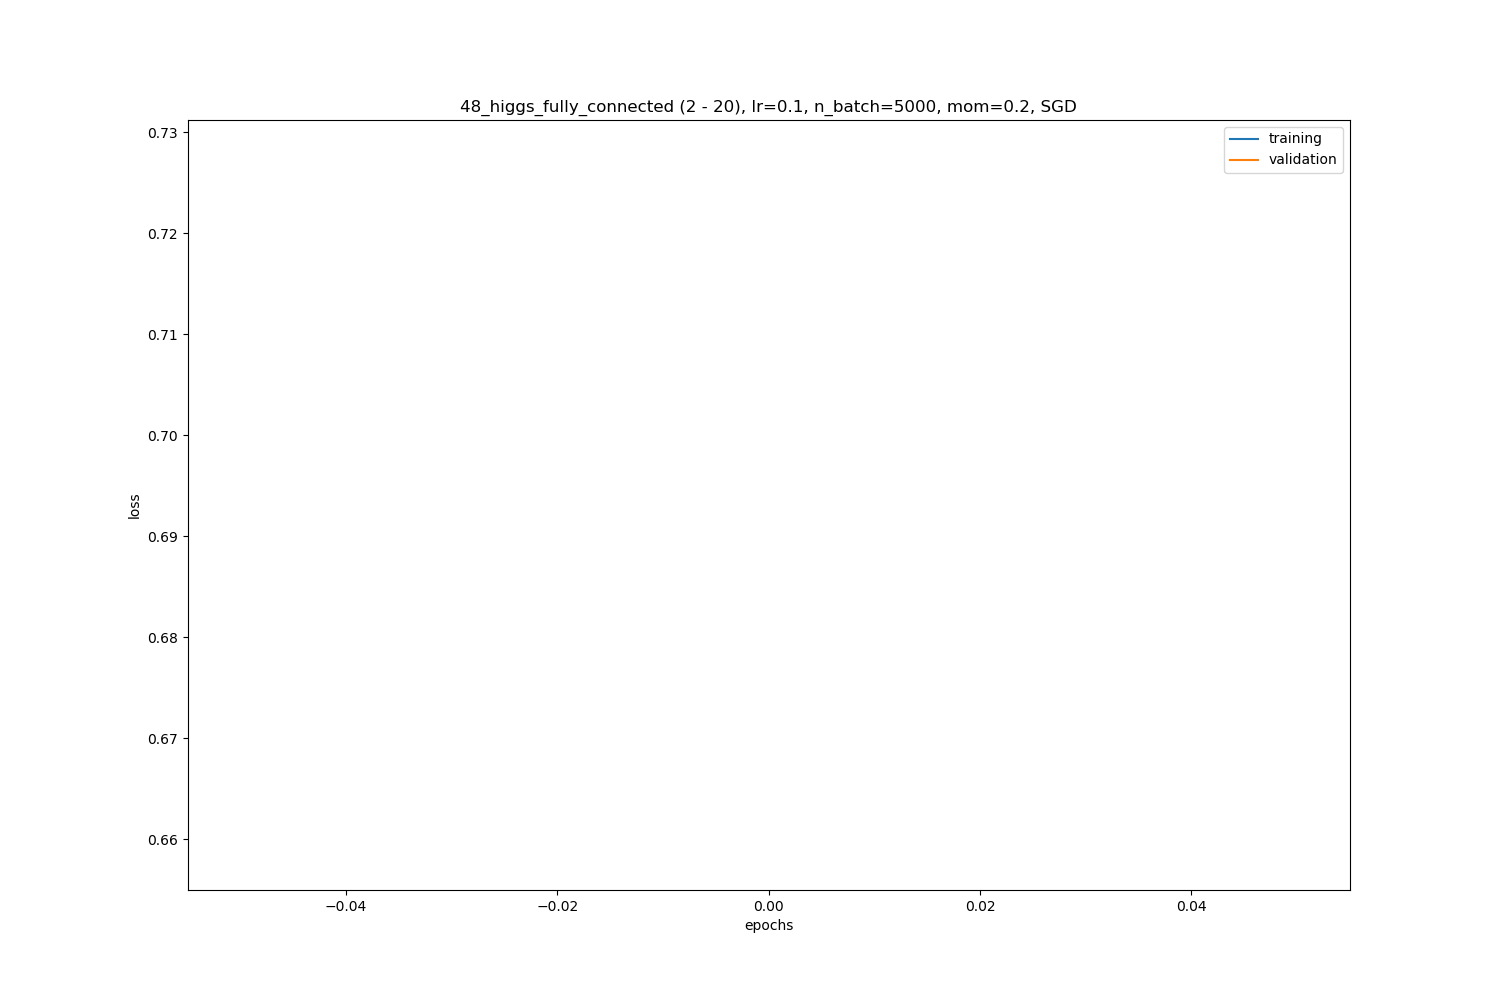 48_higgs_fully_connected (2 - 20), lr=0.1, n_batch=5000, mom=0.2, SGD
training
validation
0.73
0.72
0.71
0.70
0.69
0.68
0.67
0.66
loss
−0.04
−0.02
0.00
0.02
0.04
epochs